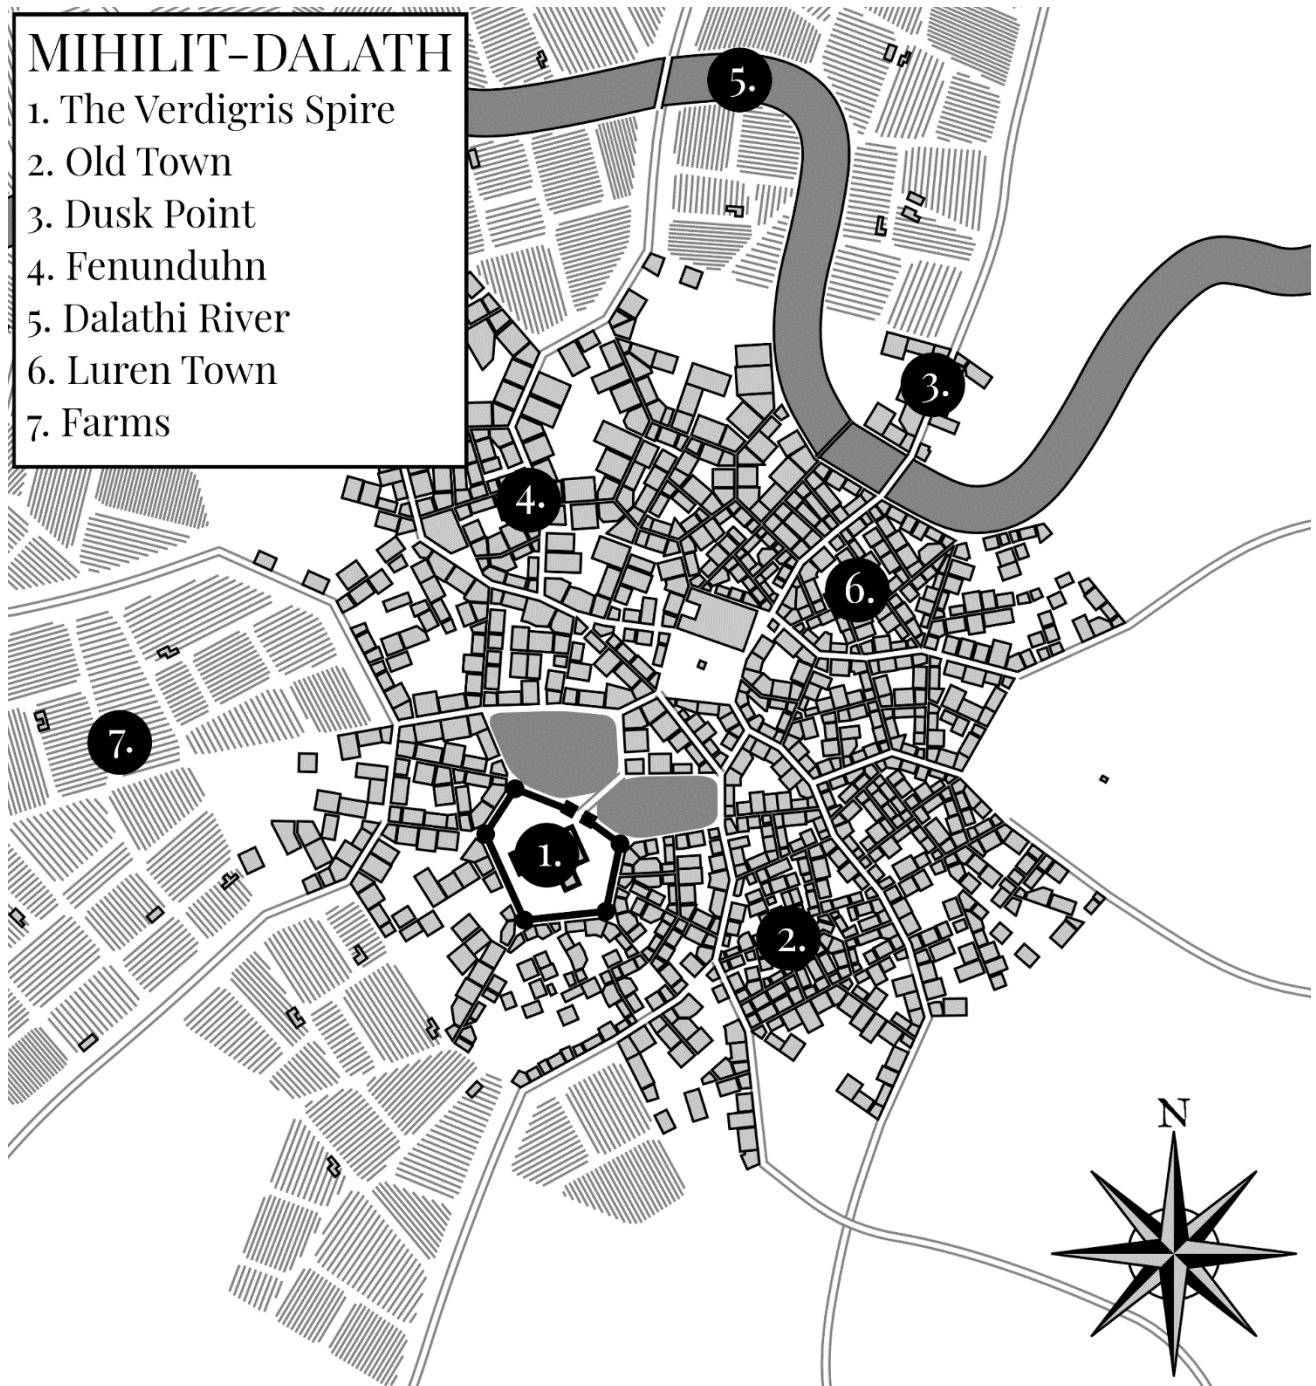 MIHILIT-DALATH
1. The Verdigris Spire
2. Old Town
3. Dusk Point
4. Fenunduhn
5. Dalathi River
6. Luren Town
7. Farms
5.
3.
4.
6.
7.
1.
2.
N